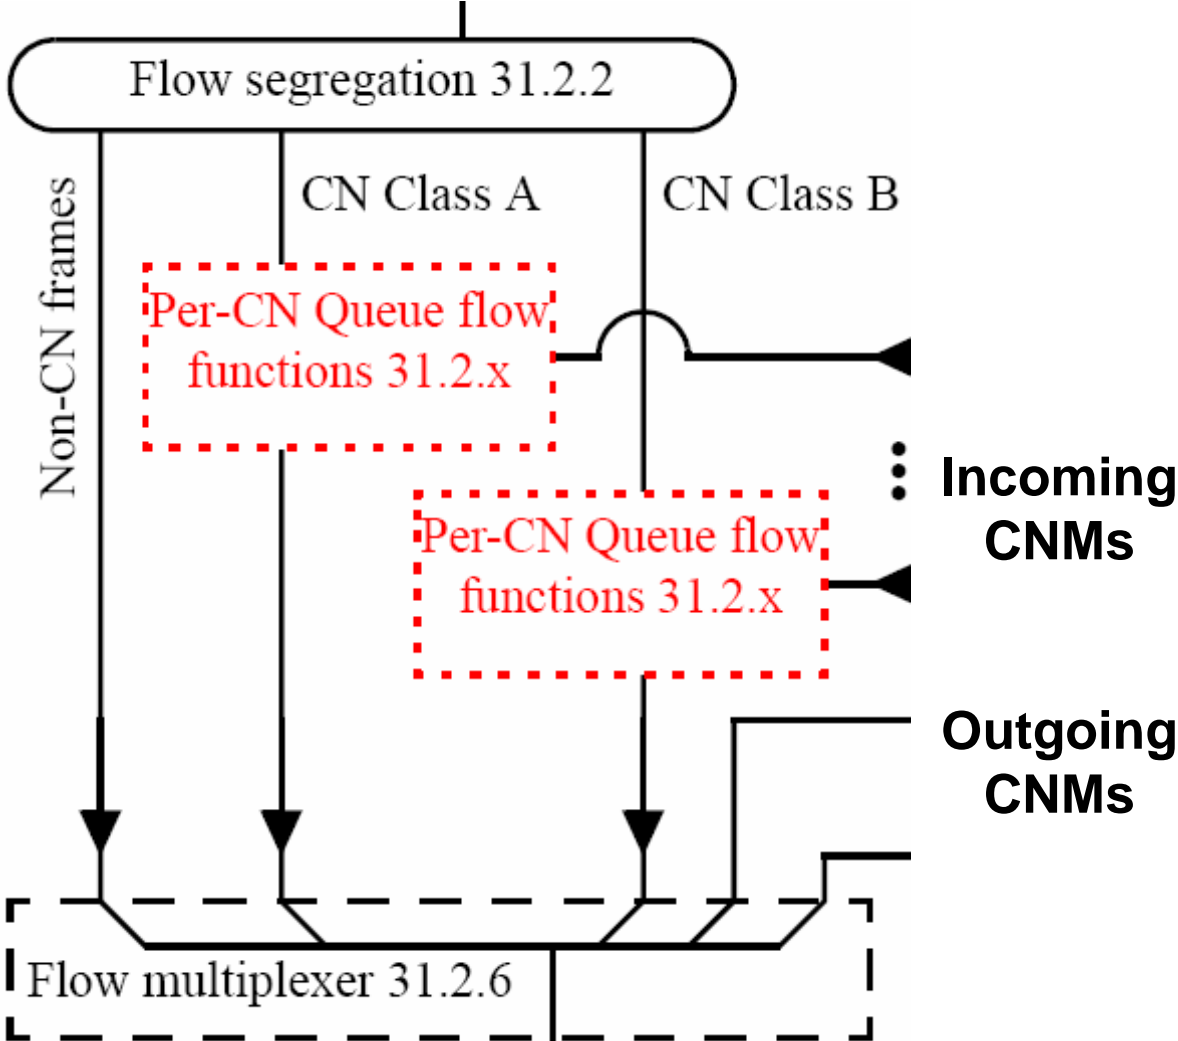 Flow segregation 31.2.2
Non-CN frames
CN Class A
CN Class B
Per-CN Queue flow
functions 31.2.x
Incoming
CNMs
Per-CN Queue flow
functions 31.2.x
Outgoing
CNMs
Flow multiplexer 31.2.6